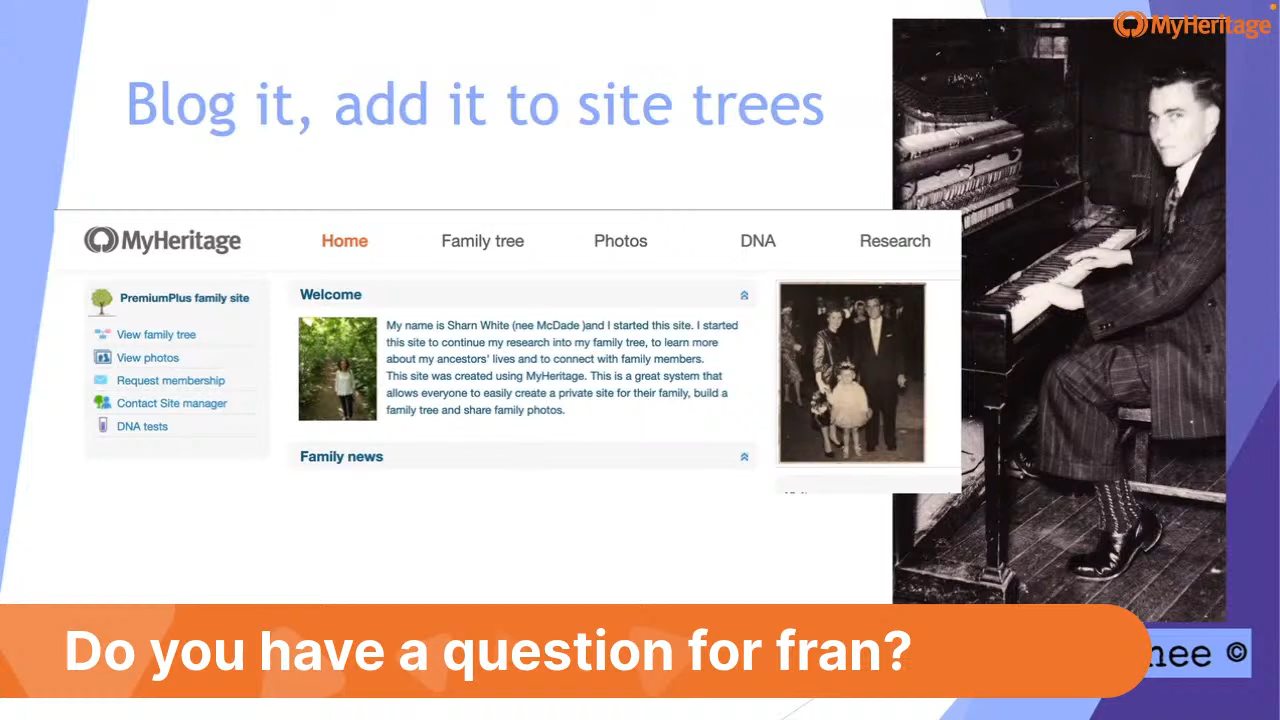 MyHeritage
Blog it, add it to site trees
MyHeritage
Home
Family tree
Photos
DNA
Research
PremiumPlus family site
View family tree
View photos
Request membership
Contact Site manager
DNA tests
Welcome
My name is Sharn White (nee McDade )and I started this site. I started
this site to continue my research into my family tree, to learn more
about my ancestors' lives and to connect with family members.
This site was created using MyHeritage. This is a great system that
allows everyone to easily create a private site for their family, build a
family tree and share family photos.
Family news
Do you have a question for fran?
©